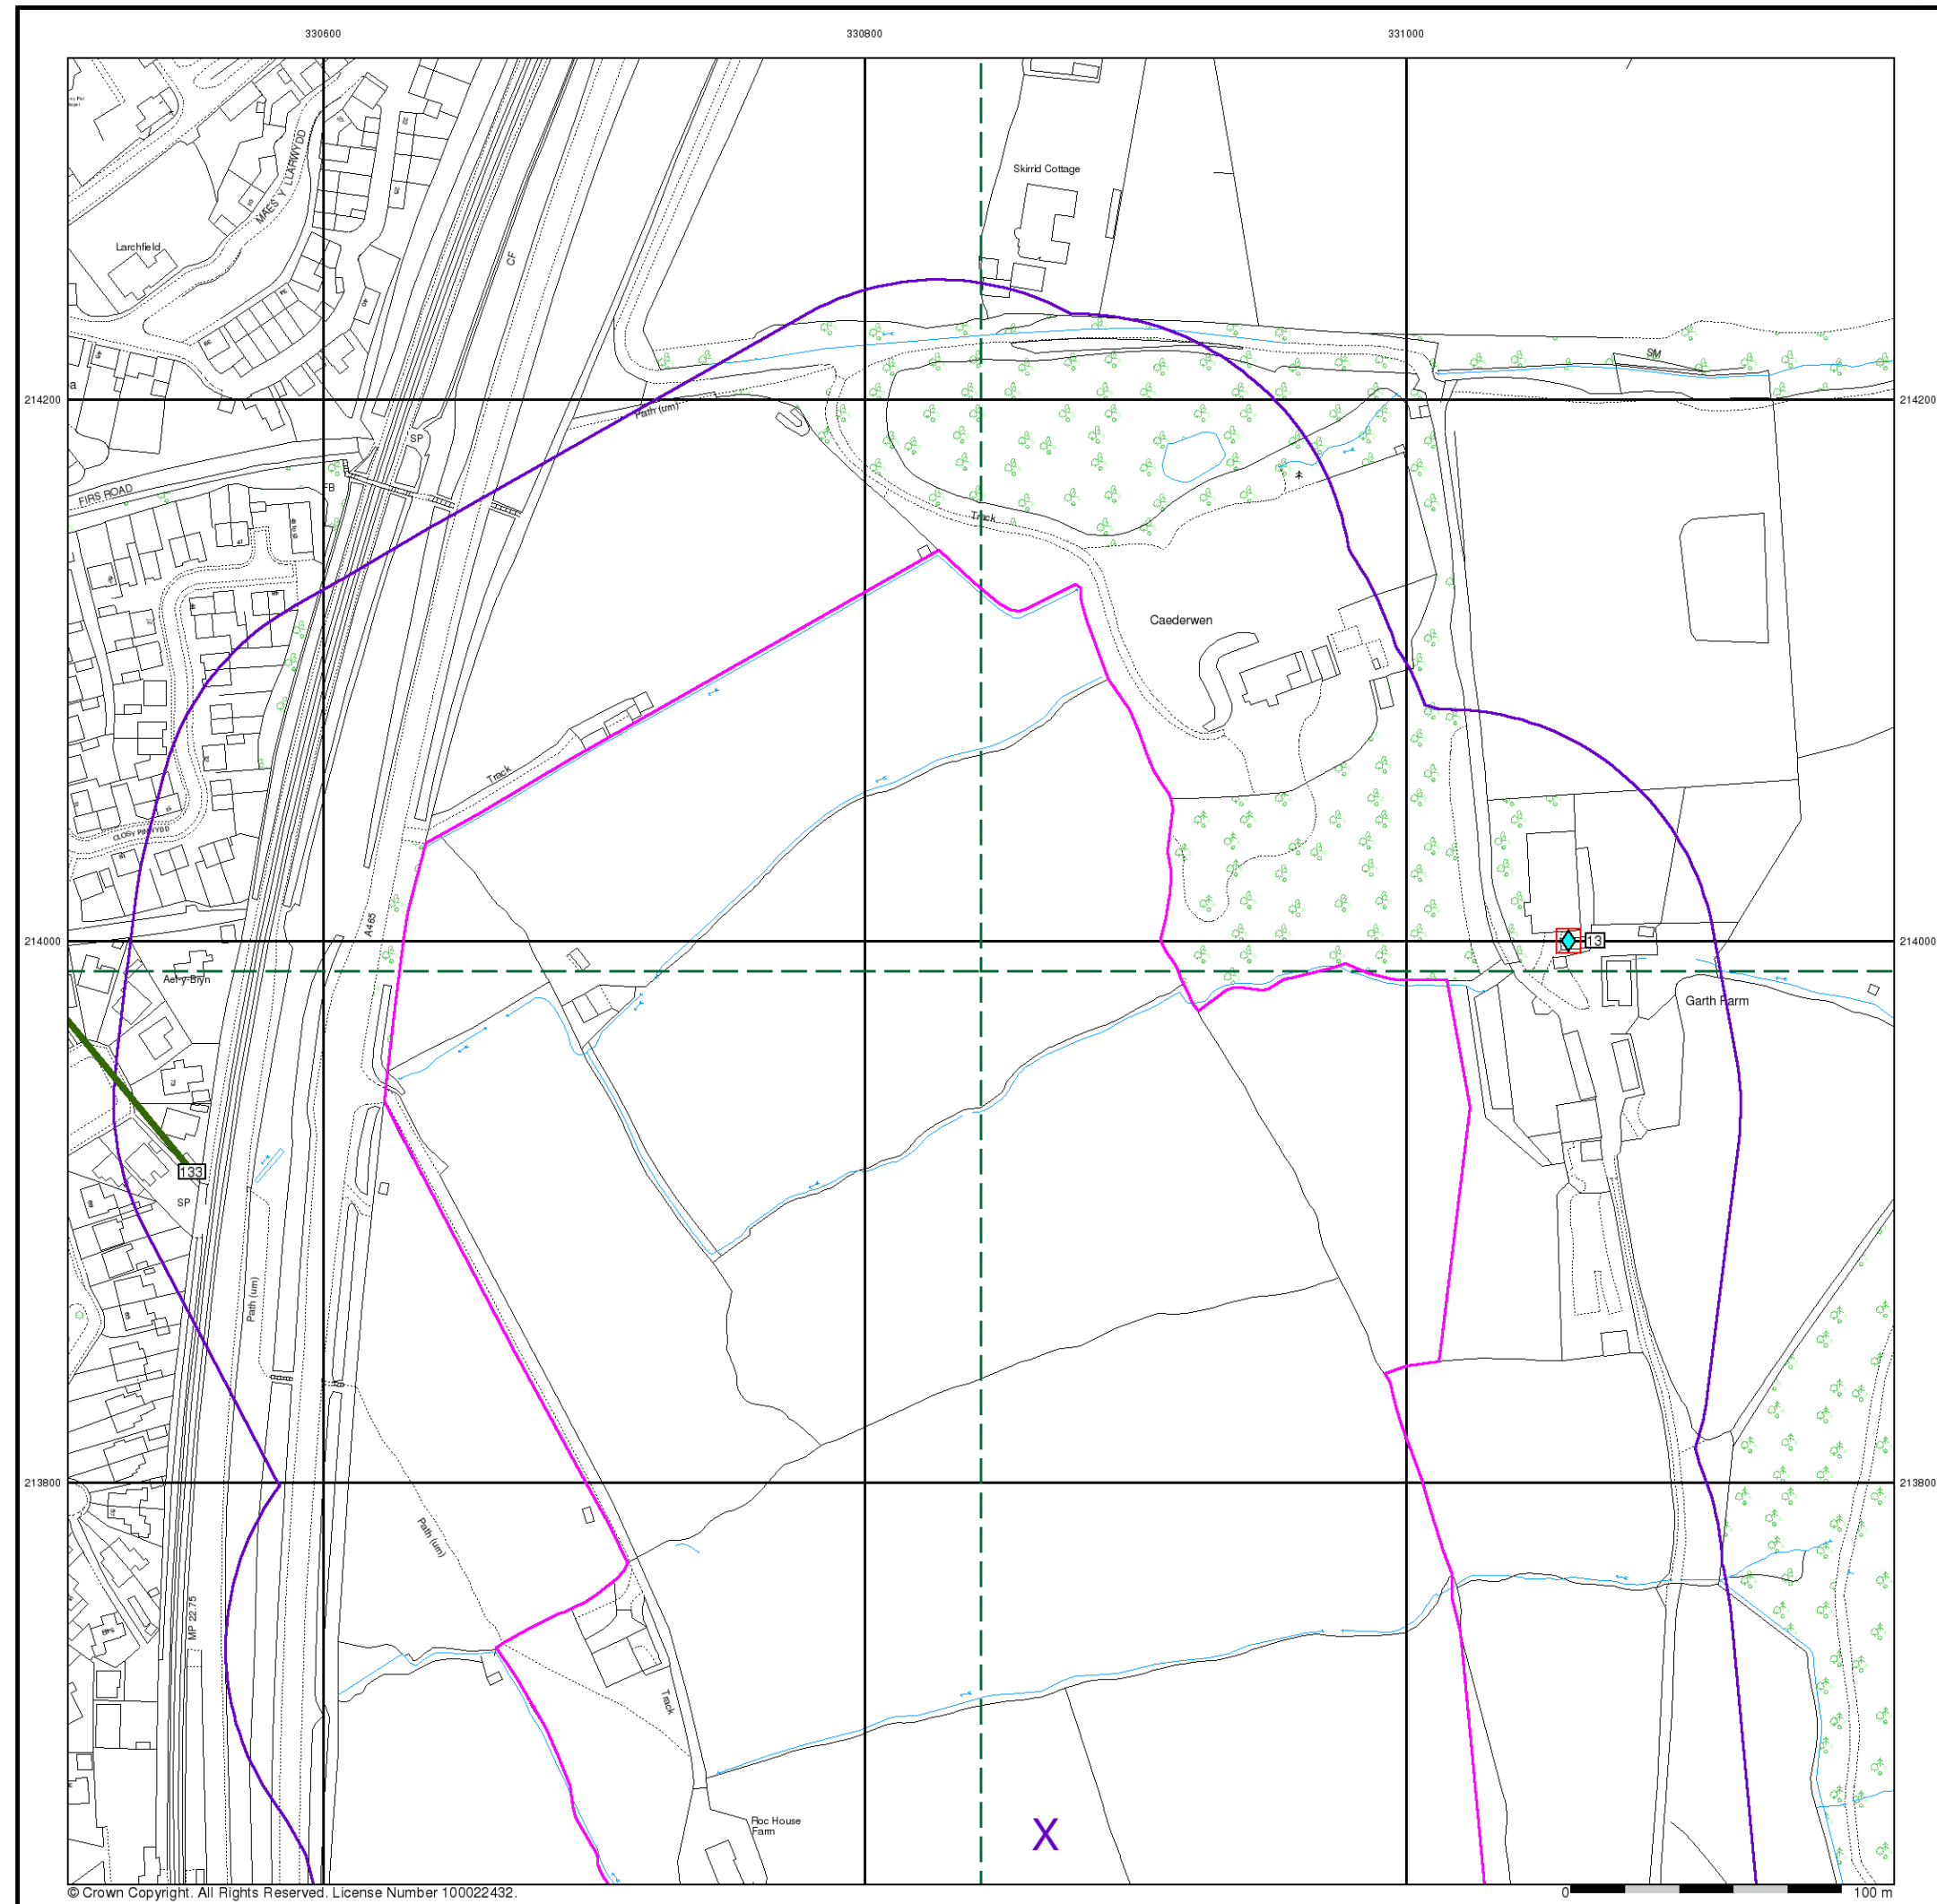 330600
330800
331000
MAES Y LLARWYDD
CF
Skirrid Cottage
Larchfield
SM
214200
214200
Path (um)
SP
FIRS ROAD
FB
Track
Caederwen
Track
CLOS Y PINWYDD
A465
214000
13
214000
Ael-y-Bryn
Garth Farm
133
SP
Path (um)
213800
213800
Path (um)
MP 22.75
Track
Roc House
Farm
X
© Crown Copyright. All Rights Reserved. License Number 100022432.
0
100 m